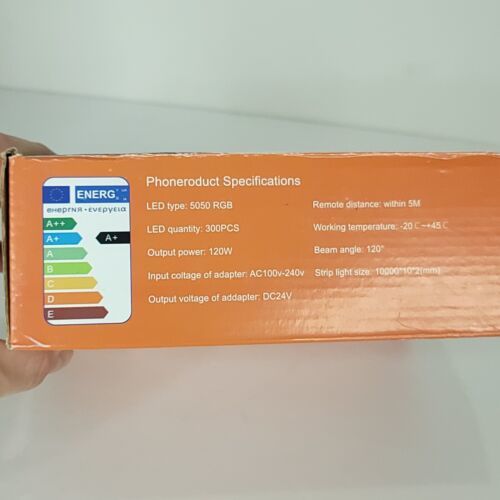 ENERG
енергия · ενεργεια
A++
A+
A
B
C
D
E
A+
Phoneroduct Specifications
LED type: 5050 RGB
LED quantity: 300PCS
Output power: 120W
Input coltage of adapter: AC100v-240v
Output voltage of addapter: DC24V
Remote distance: within 5M
Working temperature: -20℃~+45℃
Beam angle: 120°
Strip light size: 10000*10*2(mm)